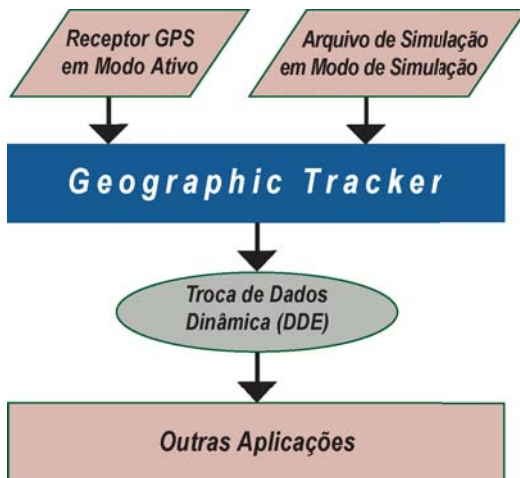 Receptor GPS
em Modo Ativo
Arquivo de Simulação
em Modo de Simulação
Geographic Tracker
Troca de Dados
Dinâmica (DDE)
Outras Aplicações